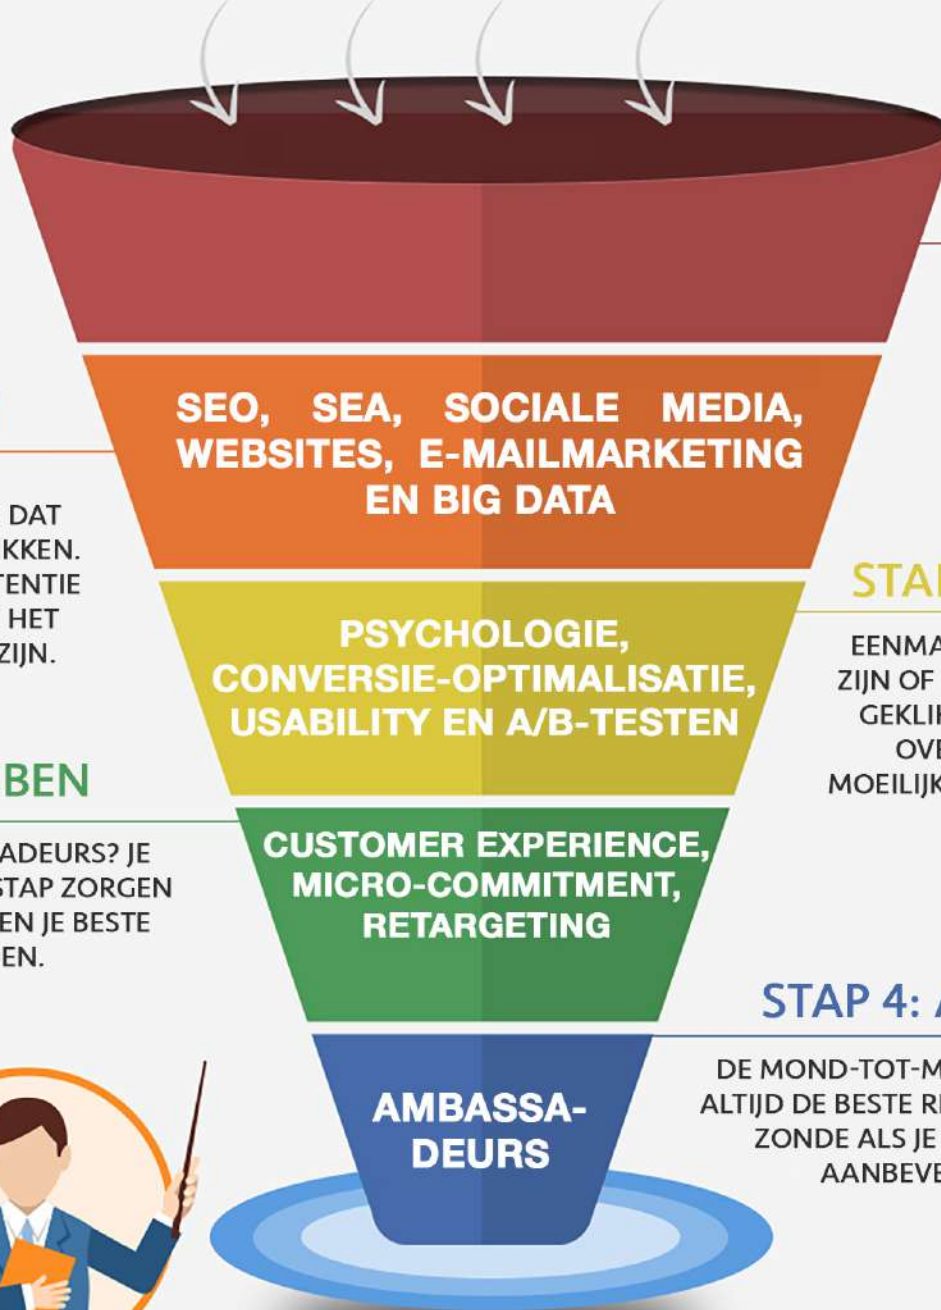 SEO, SEA, SOCIALE MEDIA,
WEBSITES, E-MAILMARKETING
EN BIG DATA
DAT
KKEN.
TENTIE
HET
ZIJN.
PSYCHOLOGIE,
CONVERSIE-OPTIMALISATIE,
USABILITY EN A/B-TESTEN
STAP
EENMA
ZIJN OF
GEKLI
OVE
MOEILIJK
BEN
ADEURS? JE
STAP ZORGEN
EN JE BESTE
EN.
CUSTOMER EXPERIENCE,
MICRO-COMMITMENT,
RETARGETING
STAP 4: A
DE MOND-TOT-M
ALTIJD DE BESTE R
ZONDE ALS JE
AANBEVE
AMBASSA-
DEURS